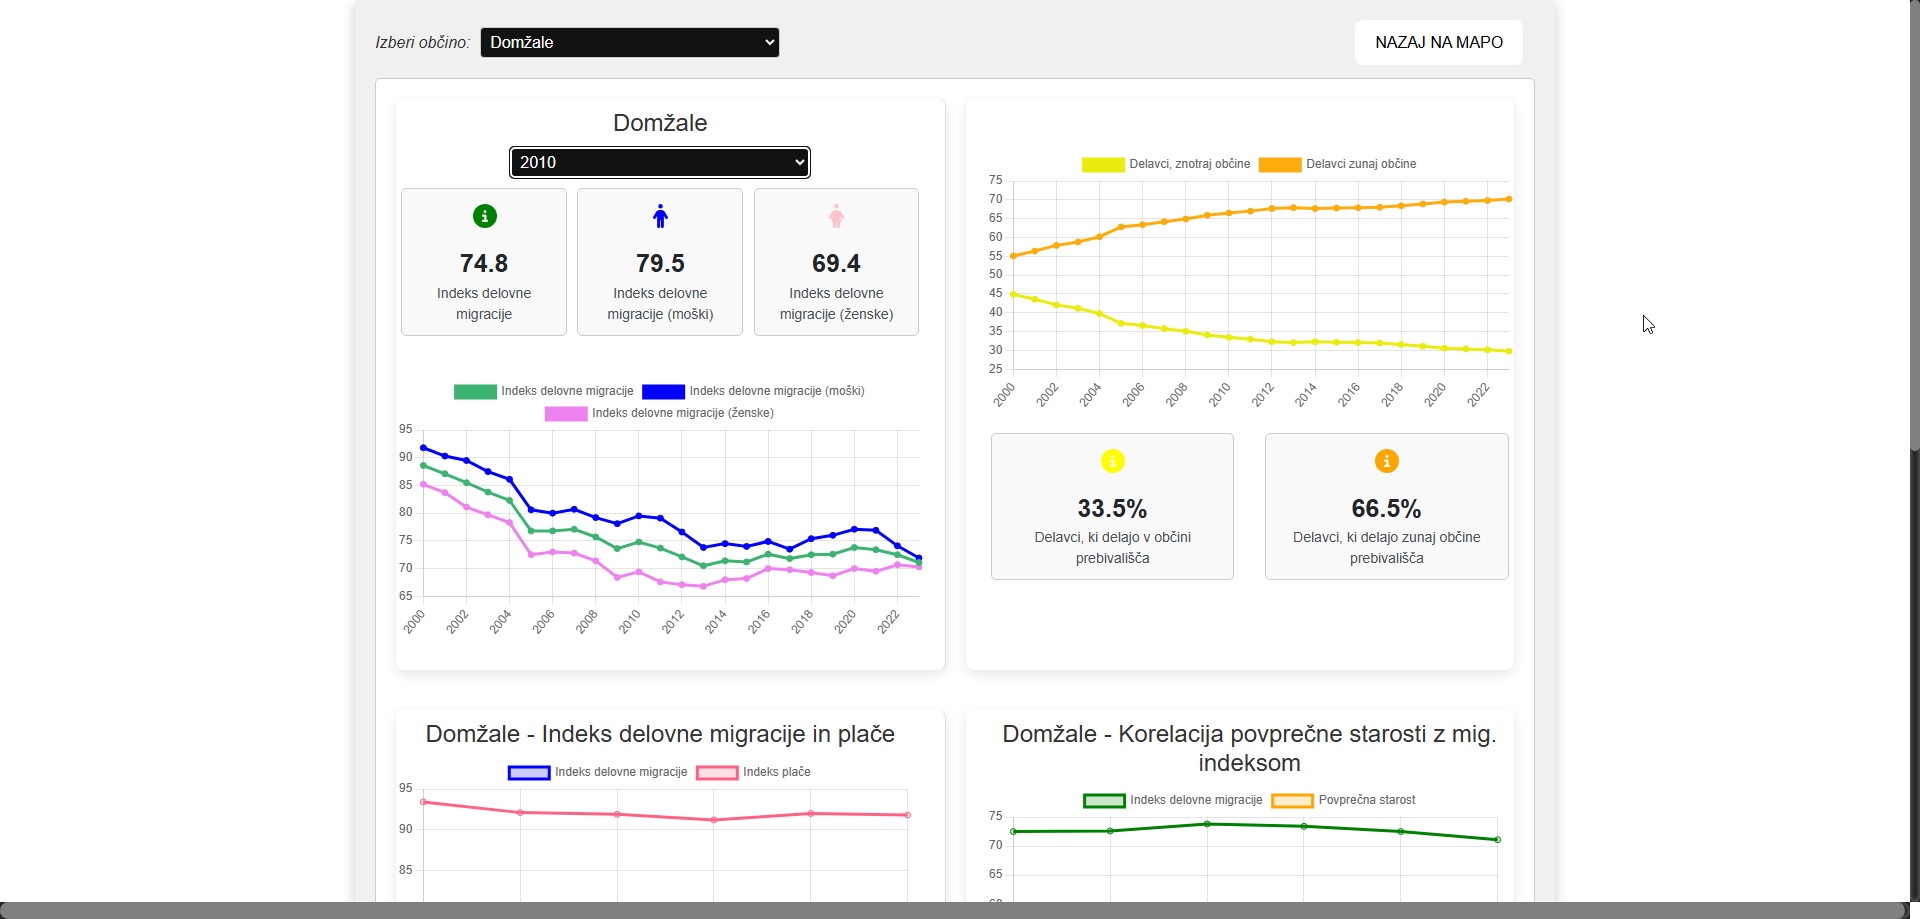 Izberi občino:
Domžale
NAZAJ NA MAPO
Domžale
2010
74.8
Indeks delovne
migracije
79.5
Indeks delovne
migracije (moški)
69.4
Indeks delovne
migracije (ženske)
Indeks delovne migracije
Indeks delovne migracije (moški)
Indeks delovne migracije (ženske)
95
90
85
80
75
70
65
2000
2002
2004
2006
2008
2010
2012
2014
2016
2018
2020
2022
Delavci, znotraj občine
Delavci zunaj občine
75
70
65
60
55
50
45
40
35
30
25
2000
2002
2004
2006
2008
2010
2012
2014
2016
2018
2020
2022
33.5%
Delavci, ki delajo v občini
prebivališča
66.5%
Delavci, ki delajo zunaj občine
prebivališča
Domžale - Indeks delovne migracije in plače
Indeks delovne migracije
Indeks plače
95
90
85
Domžale - Korelacija povprečne starosti z mig.
indeksom
Indeks delovne migracije
Povprečna starost
75
70
65